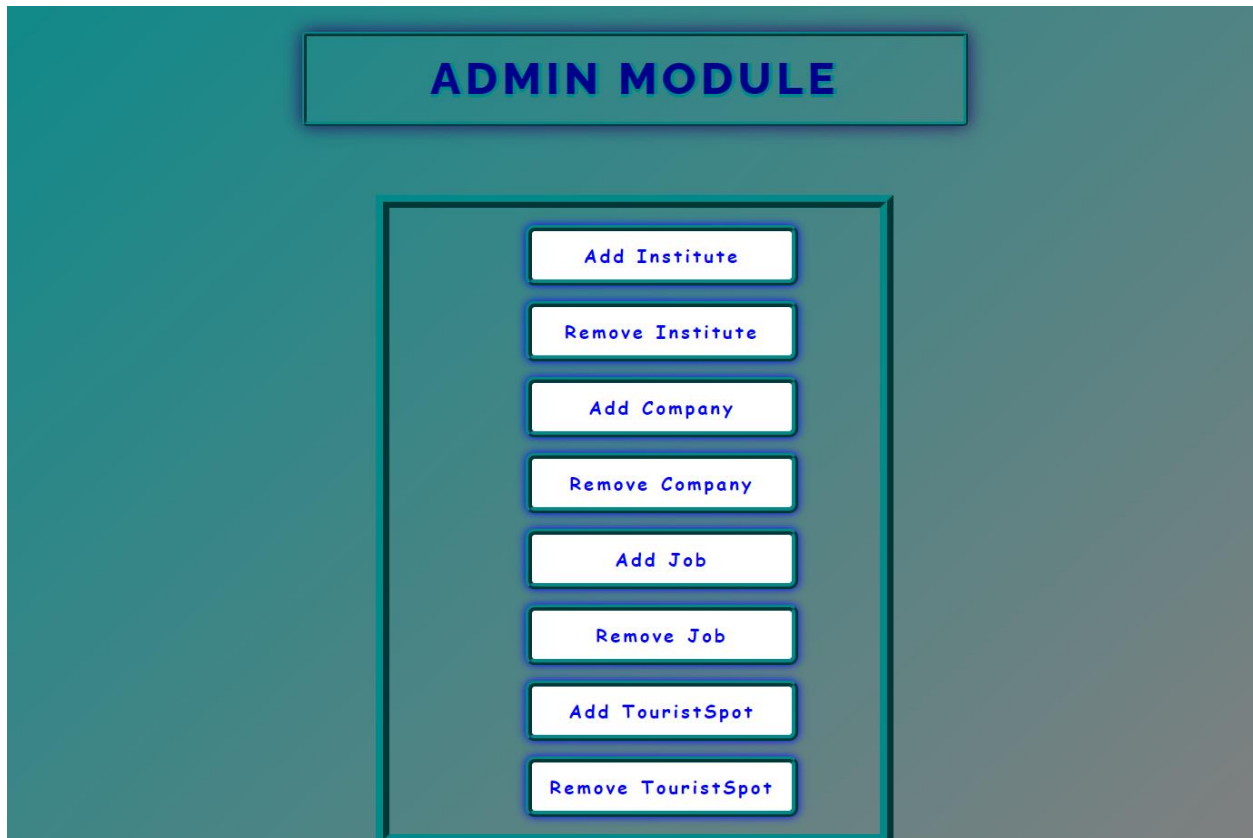 ADMIN MODULE
Add Institute
Remove Institute
Add Company
Remove Company
Add Job
Remove Job
Add TouristSpot
Remove TouristSpot